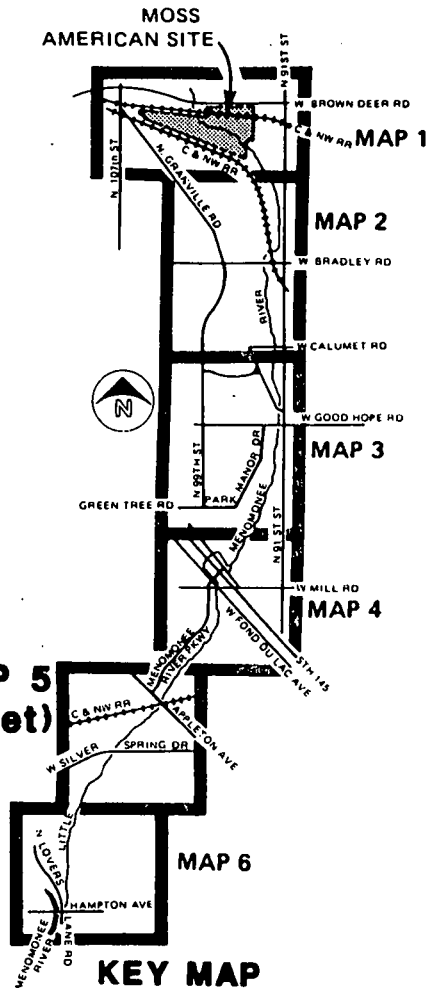 MOSS
AMERICAN SITE
N 91ST ST
W BROWN DEER RD
C & NW RR
MAP 1
C & NW RR
N 107th ST
N GRANVILLE RD
MAP 2
W BRADLEY RD
RIVER
W CALUMET RD
N
W GOOD HOPE RD
MAP 3
N 99TH ST
MANOR DR
PARK
GREEN TREE RD
MENOMONEE
N 91ST ST
W MILL RD
MAP 4
W FOND DU LAC AVE
STH 145
MENOMONEE
RIVER PKWY
P 5
et)
C & NW RR
APPLETON AVE
W SILVER SPRING DR
LITTLE
N LOVERS
MAP 6
HAMPTON AVE
LANE RD
MENOMONEE
RIVER
KEY MAP